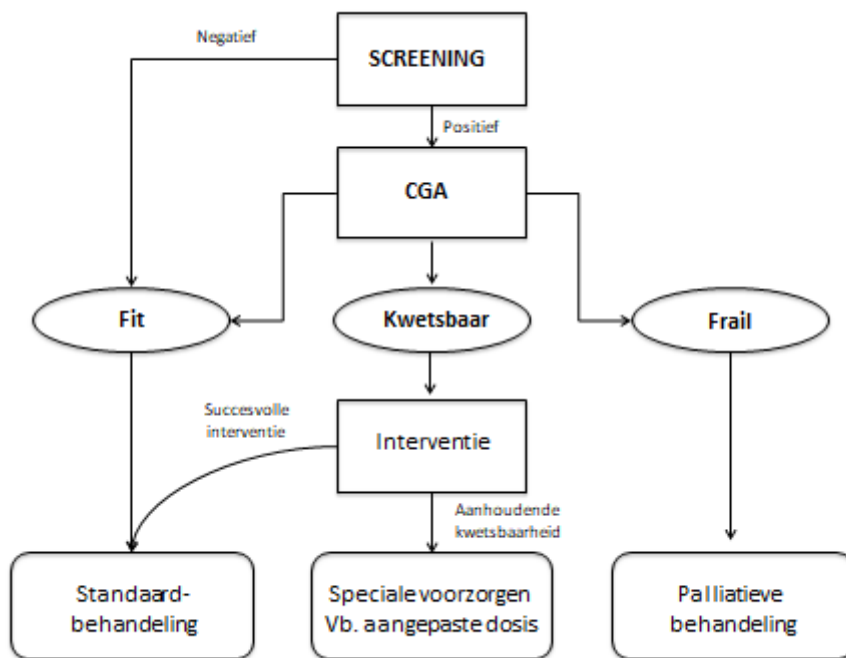 Negatief
SCREENING
Positief
CGA
Fit
Kwetsbaar
Frail
Succesvolle
interventie
Interventie
Aanhoudende
kwetsbaarheid
Standaard-
behandeling
Speciale voorzorgen
Vb. aangepaste dosis
Palliatieve
behandeling